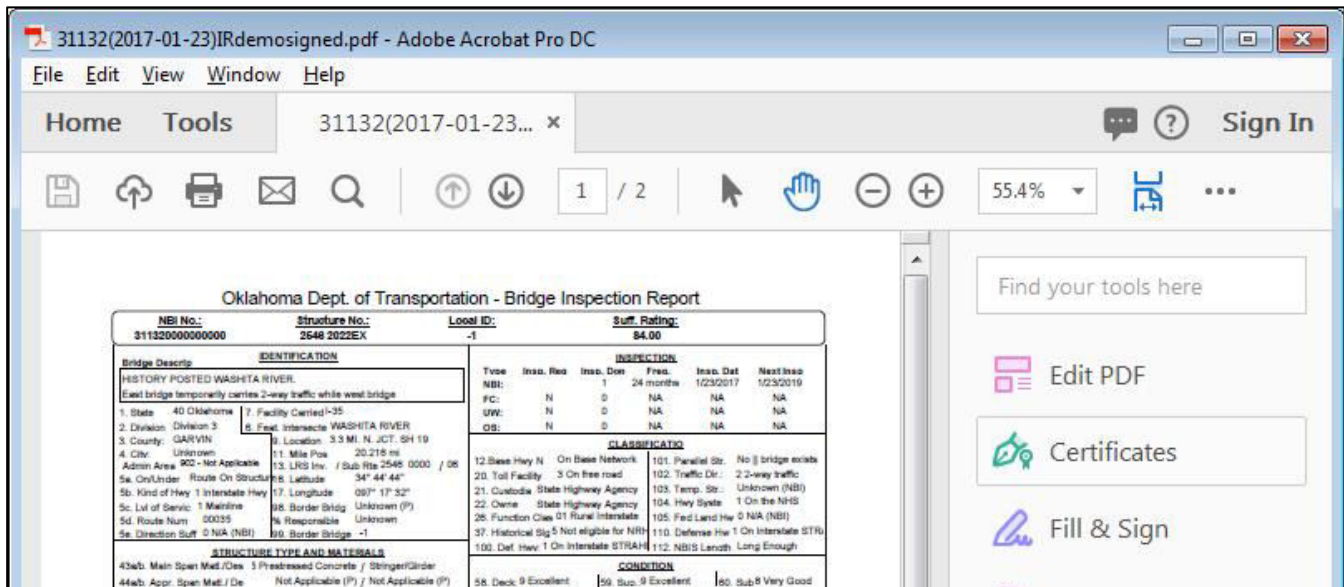 31132(2017-01-23)IRdemosigned.pdf - Adobe Acrobat Pro DC
File Edit View Window Help
Home Tools 31132(2017-01-23... × ? Sign In
1 / 2 55.4%
Find your tools here
Edit PDF
Certificates
Fill & Sign
Oklahoma Dept. of Transportation - Bridge Inspection Report
NBI No.: Structure No.: Local ID: Suff. Rating:
311320000000000 2546 2022EX -1 84.00
IDENTIFICATION
Bridge Descrip
HISTORY POSTED WASHITA RIVER.
East bridge temporarily carries 2-way traffic while west bridge
1. State 40 Oklahoma 7. Facility Carried I-35
2. Division Division 3 6. Feat. Intersecte WASHITA RIVER
3. County: GARVIN 9. Location 3.3 MI. N. JCT. SH 19
4. City: Unknown 11. Mile Pos 20.216 mi
Admin Area 902 - Not Applicable 13. LRS Inv. / Sub Rte 2546 0000 / 06
5a. On/Under Route On Structure 16. Latitude 34° 44' 44"
5b. Kind of Hwy 1 Interstate Hwy 17. Longitude 097° 17' 32"
5c. Lvl of Servic 1 Mainline 98. Border Bridg Unknown (P)
5d. Route Num 00035 % Responsible Unknown
5e. Direction Suff 0 N/A (NBI) 99. Border Bridge -1
STRUCTURE TYPE AND MATERIALS
43a/b. Main Span Matl./Des 5 Prestressed Concrete / Stringer/Girder
44a/b. Appr. Span Matl./De Not Applicable (P) / Not Applicable (P)
INSPECTION
Type Insp. Req Insp. Don Freq. Insp. Dat Next Insp
NBI: 1 24 months 1/23/2017 1/23/2019
FC: N 0 NA NA NA
UW: N 0 NA NA NA
OS: N 0 NA NA NA
CLASSIFICATIO
12.Base Hwy N On Base Network 101. Parallel Str. No || bridge exists
20. Toll Facility 3 On free road 102. Traffic Dir.: 2 2-way traffic
21. Custodia State Highway Agency 103. Temp. Str.: Unknown (NBI)
22. Owne State Highway Agency 104. Hwy Syste 1 On the NHS
26. Function Clas 01 Rural Interstate 105. Fed Land Hw 0 N/A (NBI)
37. Historical Sig 5 Not eligible for NRH 110. Defense Hw 1 On Interstate STRA
100. Def. Hwy: 1 On Interstate STRAH 112. NBIS Length Long Enough
CONDITION
58. Deck 9 Excellent 59. Sup. 9 Excellent 60. Sub 8 Very Good